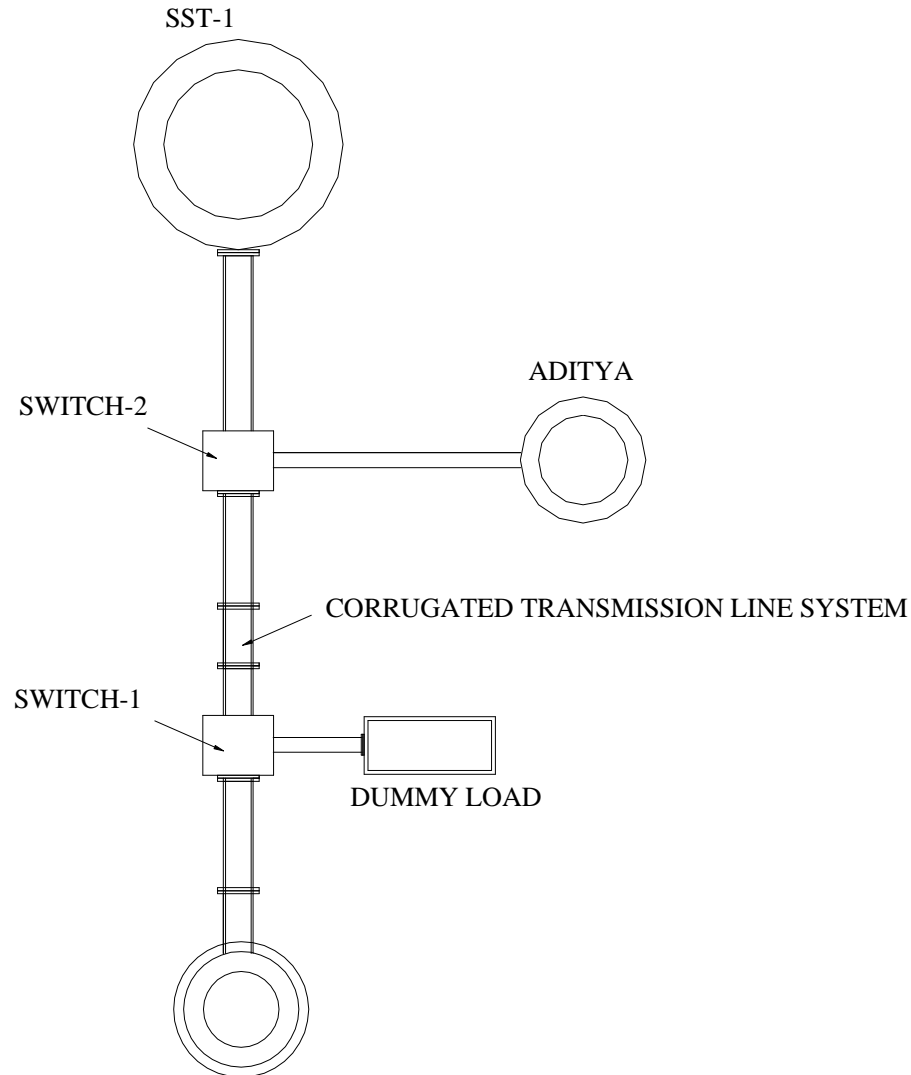 SST-1
ADITYA
SWITCH-2
CORRUGATED TRANSMISSION LINE SYSTEM
SWITCH-1
DUMMY LOAD